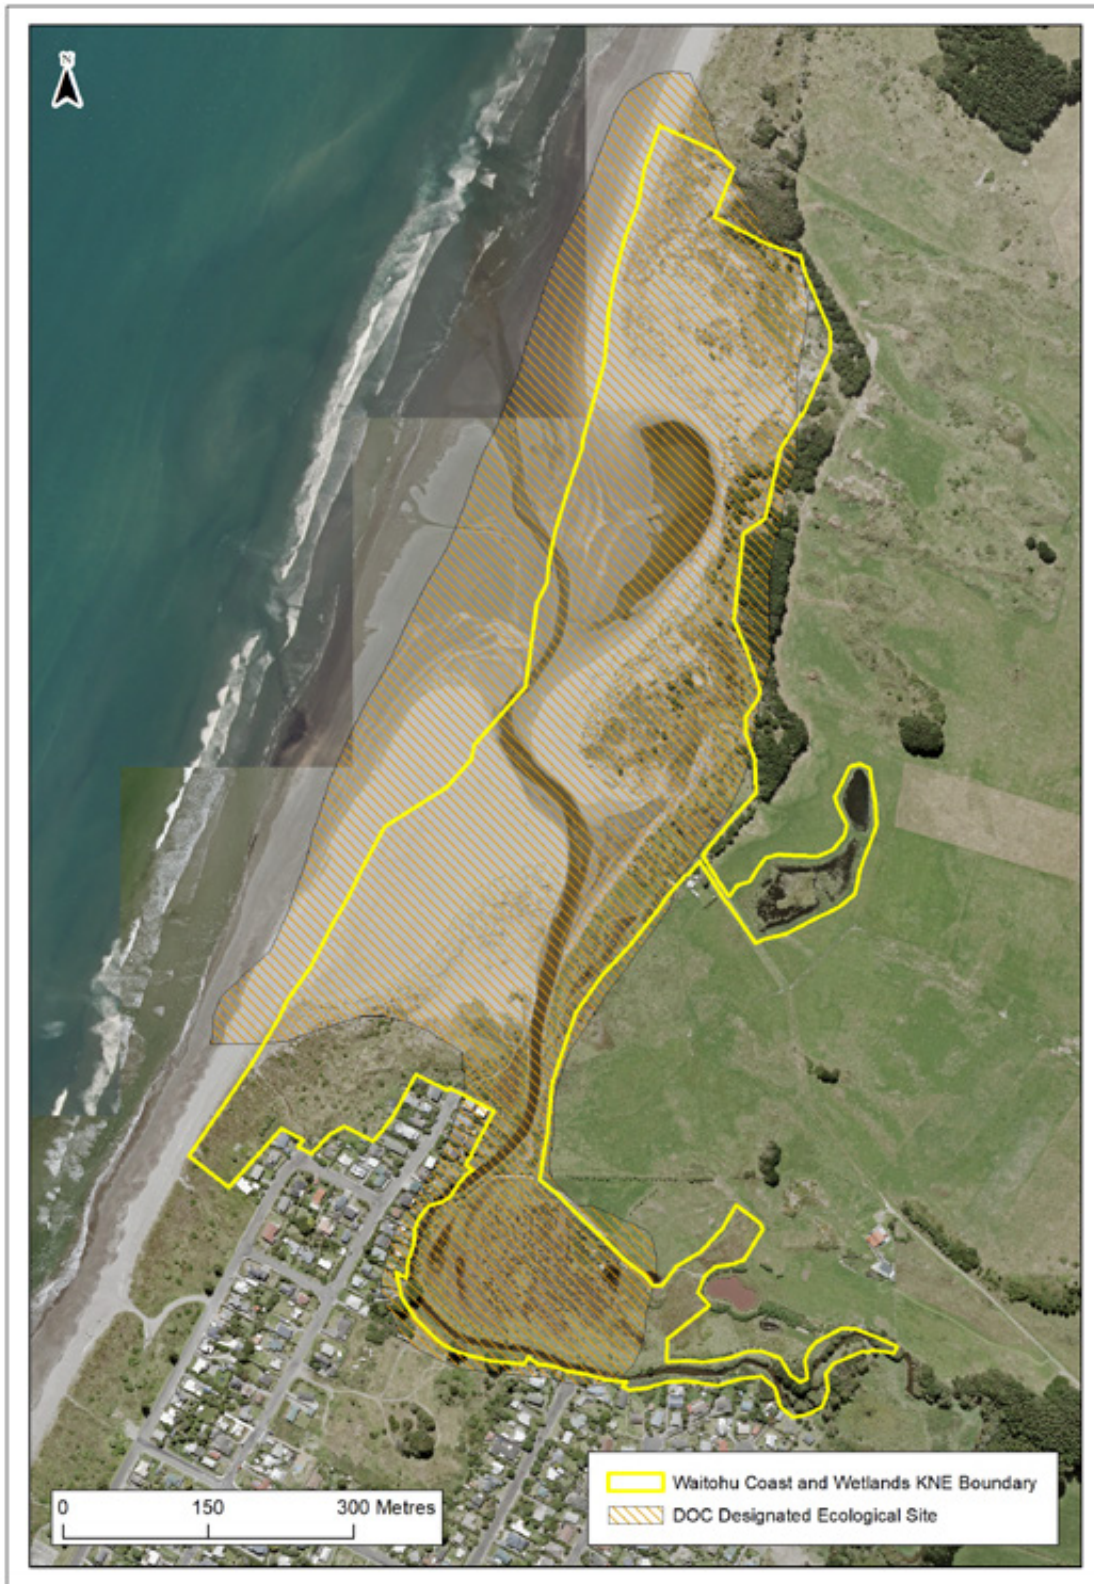 N
Waitohu Coast and Wetlands KNE Boundary
DOC Designated Ecological Site
0 150 300 Metres